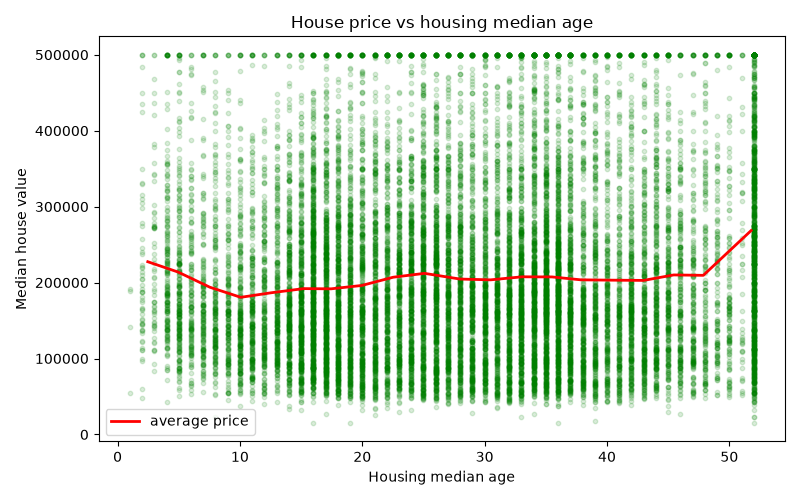 House price vs housing median age
Median house value
500000
400000
300000
200000
100000
0
average price
0 10 20 30 40 50
Housing median age